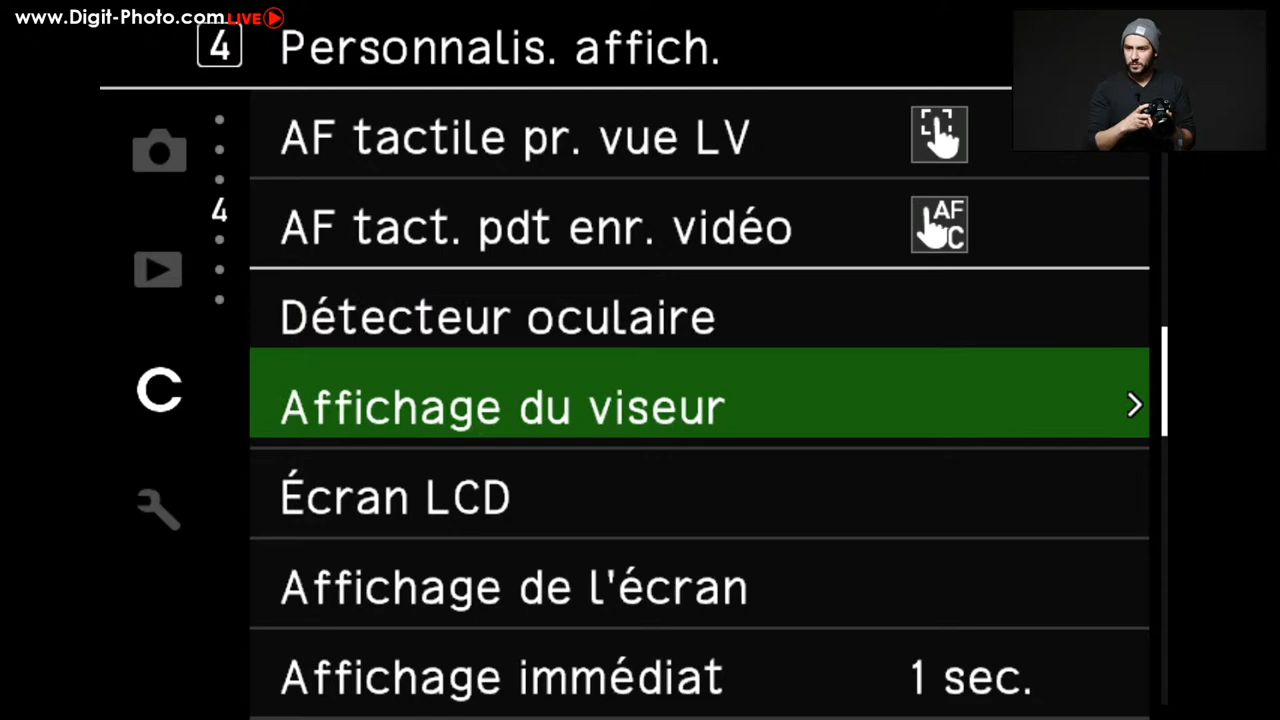 www.Digit-Photo.com LIVE
4 Personnalis. affich.
AF tactile pr. vue LV
4
AF tact. pdt enr. vidéo AF C
Détecteur oculaire
C
Affichage du viseur
Écran LCD
Affichage de l'écran
Affichage immédiat 1 sec.